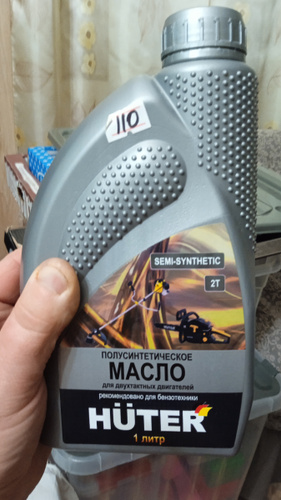 110
SEMI-SYNTHETIC
2T
ПОЛУСИНТЕТИЧЕСКОЕ
МАСЛО
для двухтактных двигателей
рекомендовано для бензотехники
HÜTER
1 литр